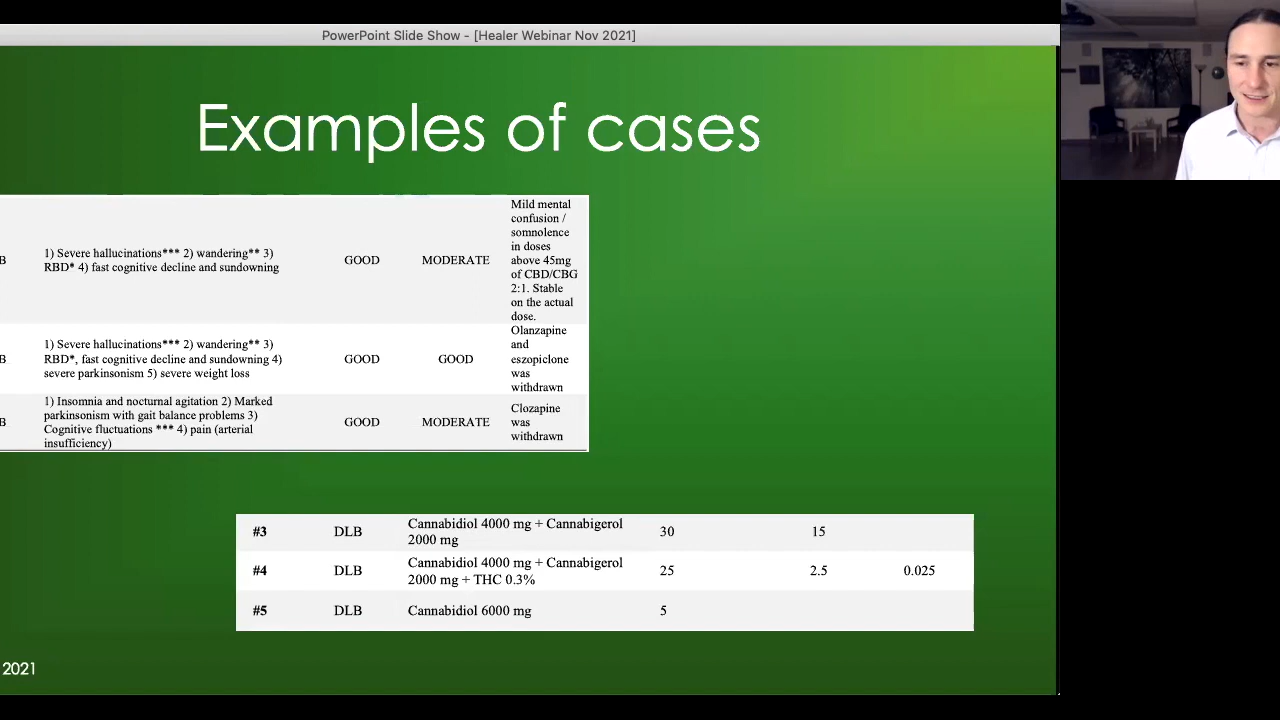 PowerPoint Slide Show - [Healer Webinar Nov 2021]
Examples of cases
B
1) Severe hallucinations*** 2) wandering** 3)
RBD* 4) fast cognitive decline and sundowning
GOOD
MODERATE
Mild mental
confusion /
somnolence
in doses
above 45mg
of CBD/CBG
2:1. Stable
on the actual
dose.
B
1) Severe hallucinations*** 2) wandering** 3)
RBD*, fast cognitive decline and sundowning 4)
severe parkinsonism 5) severe weight loss
GOOD
GOOD
Olanzapine
and
eszopiclone
was
withdrawn
B
1) Insomnia and nocturnal agitation 2) Marked
parkinsonism with gait balance problems 3)
Cognitive fluctuations *** 4) pain (arterial
insufficiency)
GOOD
MODERATE
Clozapine
was
withdrawn
#3
DLB
Cannabidiol 4000 mg + Cannabigerol
2000 mg
30
15
#4
DLB
Cannabidiol 4000 mg + Cannabigerol
2000 mg + THC 0.3%
25
2.5
0.025
#5
DLB
Cannabidiol 6000 mg
5
2021